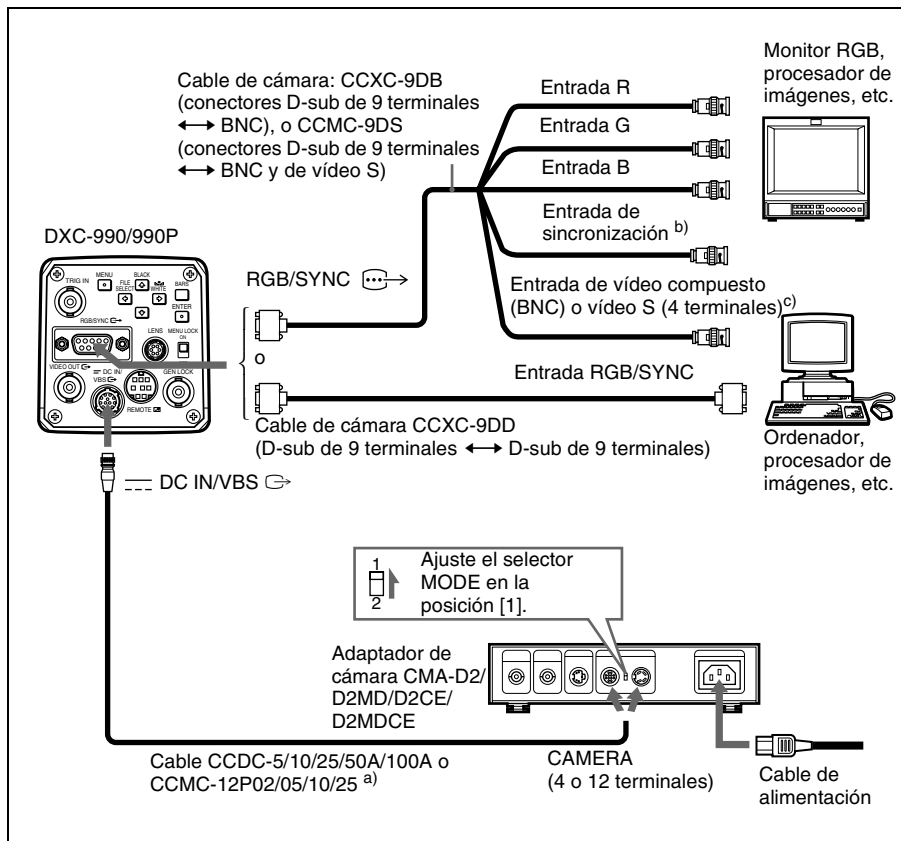 Cable de cámara: CCXC-9DB
(conectores D-sub de 9 terminales
↔ BNC), o CCMC-9DS
(conectores D-sub de 9 terminales
↔ BNC y de vídeo S)
Entrada R
Entrada G
Entrada B
Entrada de
sincronización b)
Entrada de vídeo compuesto
(BNC) o vídeo S (4 terminales)c)
Monitor RGB,
procesador de
imágenes, etc.
DXC-990/990P
TRIG IN
MENU
BLACK
FILE
SELECT
WHITE
BARS
ENTER
RGB/SYNC
LENS
MENU LOCK
ON
VIDEO OUT
DC IN/
VBS
GEN LOCK
REMOTE
RGB/SYNC
o
Entrada RGB/SYNC
Cable de cámara CCXC-9DD
(D-sub de 9 terminales ↔ D-sub de 9 terminales)
Ordenador,
procesador de
imágenes, etc.
DC IN/VBS
1
2
Ajuste el selector
MODE en la
posición [1].
Adaptador de
cámara CMA-D2/
D2MD/D2CE/
D2MDCE
Cable CCDC-5/10/25/50A/100A o
CCMC-12P02/05/10/25 a)
CAMERA
(4 o 12 terminales)
Cable de
alimentación